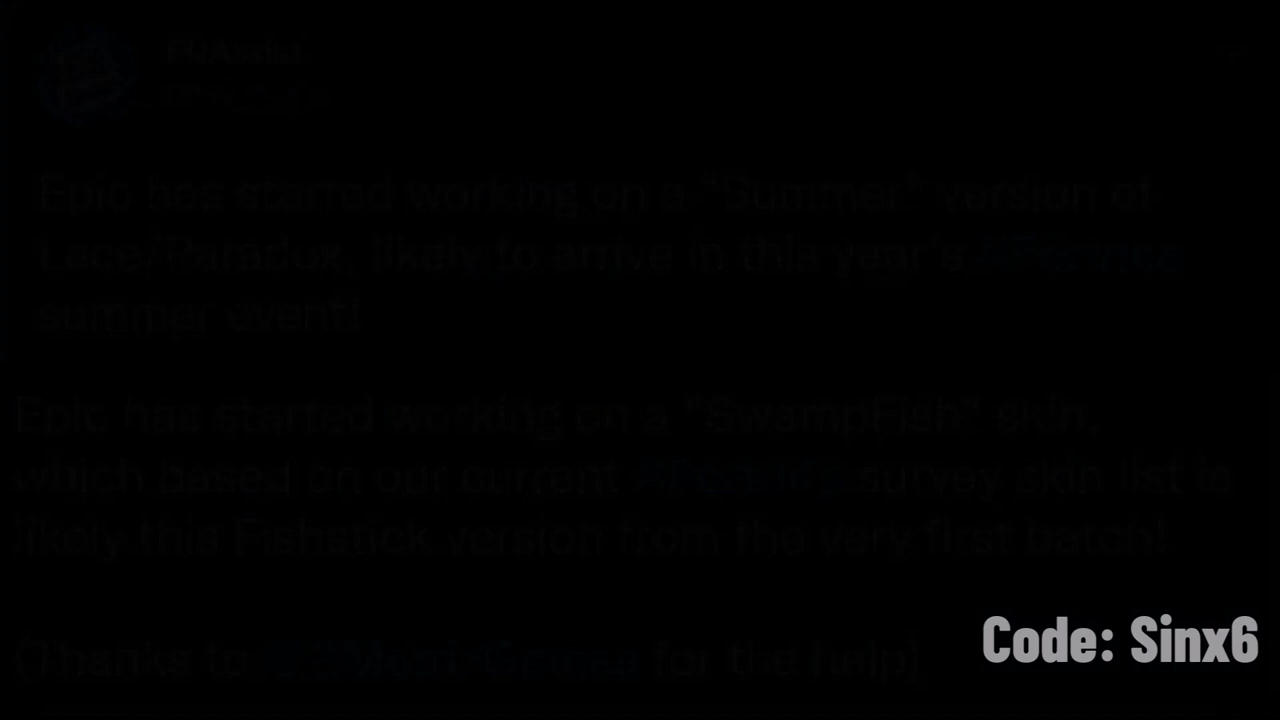 Epic has started working on a "Summer" version of
Lace/Paradox, likely to arrive in this year's
summer event!
Epic has started working on a "SwampFish" skin,
which based on our current survey skin list is
likely this Fishstick version from the very first batch!
(Thanks to for the help)
Code: Sinx6